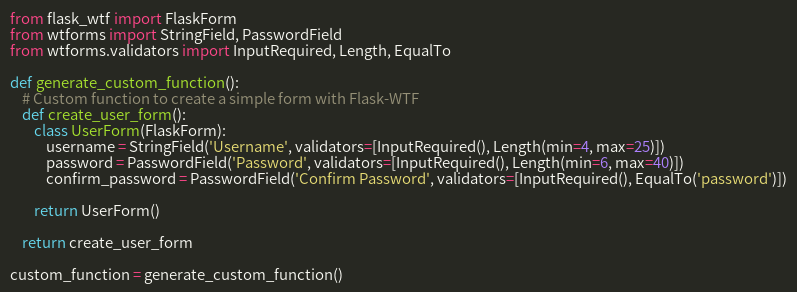 from flask_wtf import FlaskForm
from wtforms import StringField, PasswordField
from wtforms.validators import InputRequired, Length, EqualTo

def generate_custom_function():
    # Custom function to create a simple form with Flask-WTF
    def create_user_form():
        class UserForm(FlaskForm):
            username = StringField('Username', validators=[InputRequired(), Length(min=4, max=25)])
            password = PasswordField('Password', validators=[InputRequired(), Length(min=6, max=40)])
            confirm_password = PasswordField('Confirm Password', validators=[InputRequired(), EqualTo('password')])

        return UserForm()

    return create_user_form

custom_function = generate_custom_function()